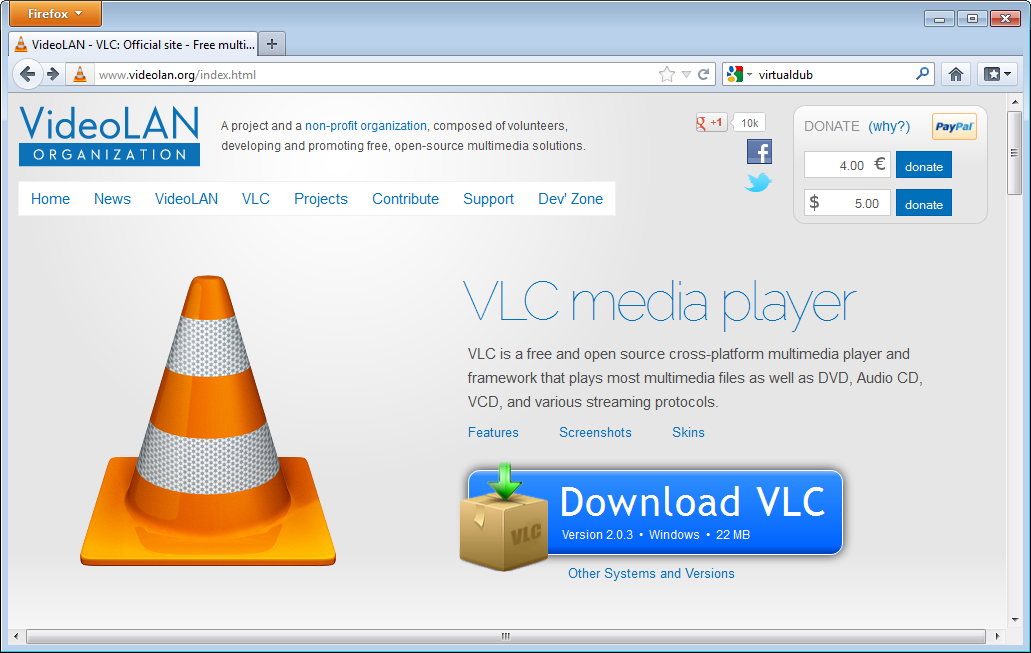 Firefox
VideoLAN - VLC: Official site - Free multi...
www.videolan.org/index.html
virtualdub
VideoLAN
ORGANIZATION
A project and a non-profit organization, composed of volunteers,
developing and promoting free, open-source multimedia solutions.
g +1 10k
f
DONATE (why?) PayPal
4.00 € donate
$ 5.00 donate
Home News VideoLAN VLC Projects Contribute Support Dev' Zone
VLC media player
VLC is a free and open source cross-platform multimedia player and
framework that plays most multimedia files as well as DVD, Audio CD,
VCD, and various streaming protocols.
Features Screenshots Skins
VLC
Download VLC
Version 2.0.3 • Windows • 22 MB
Other Systems and Versions